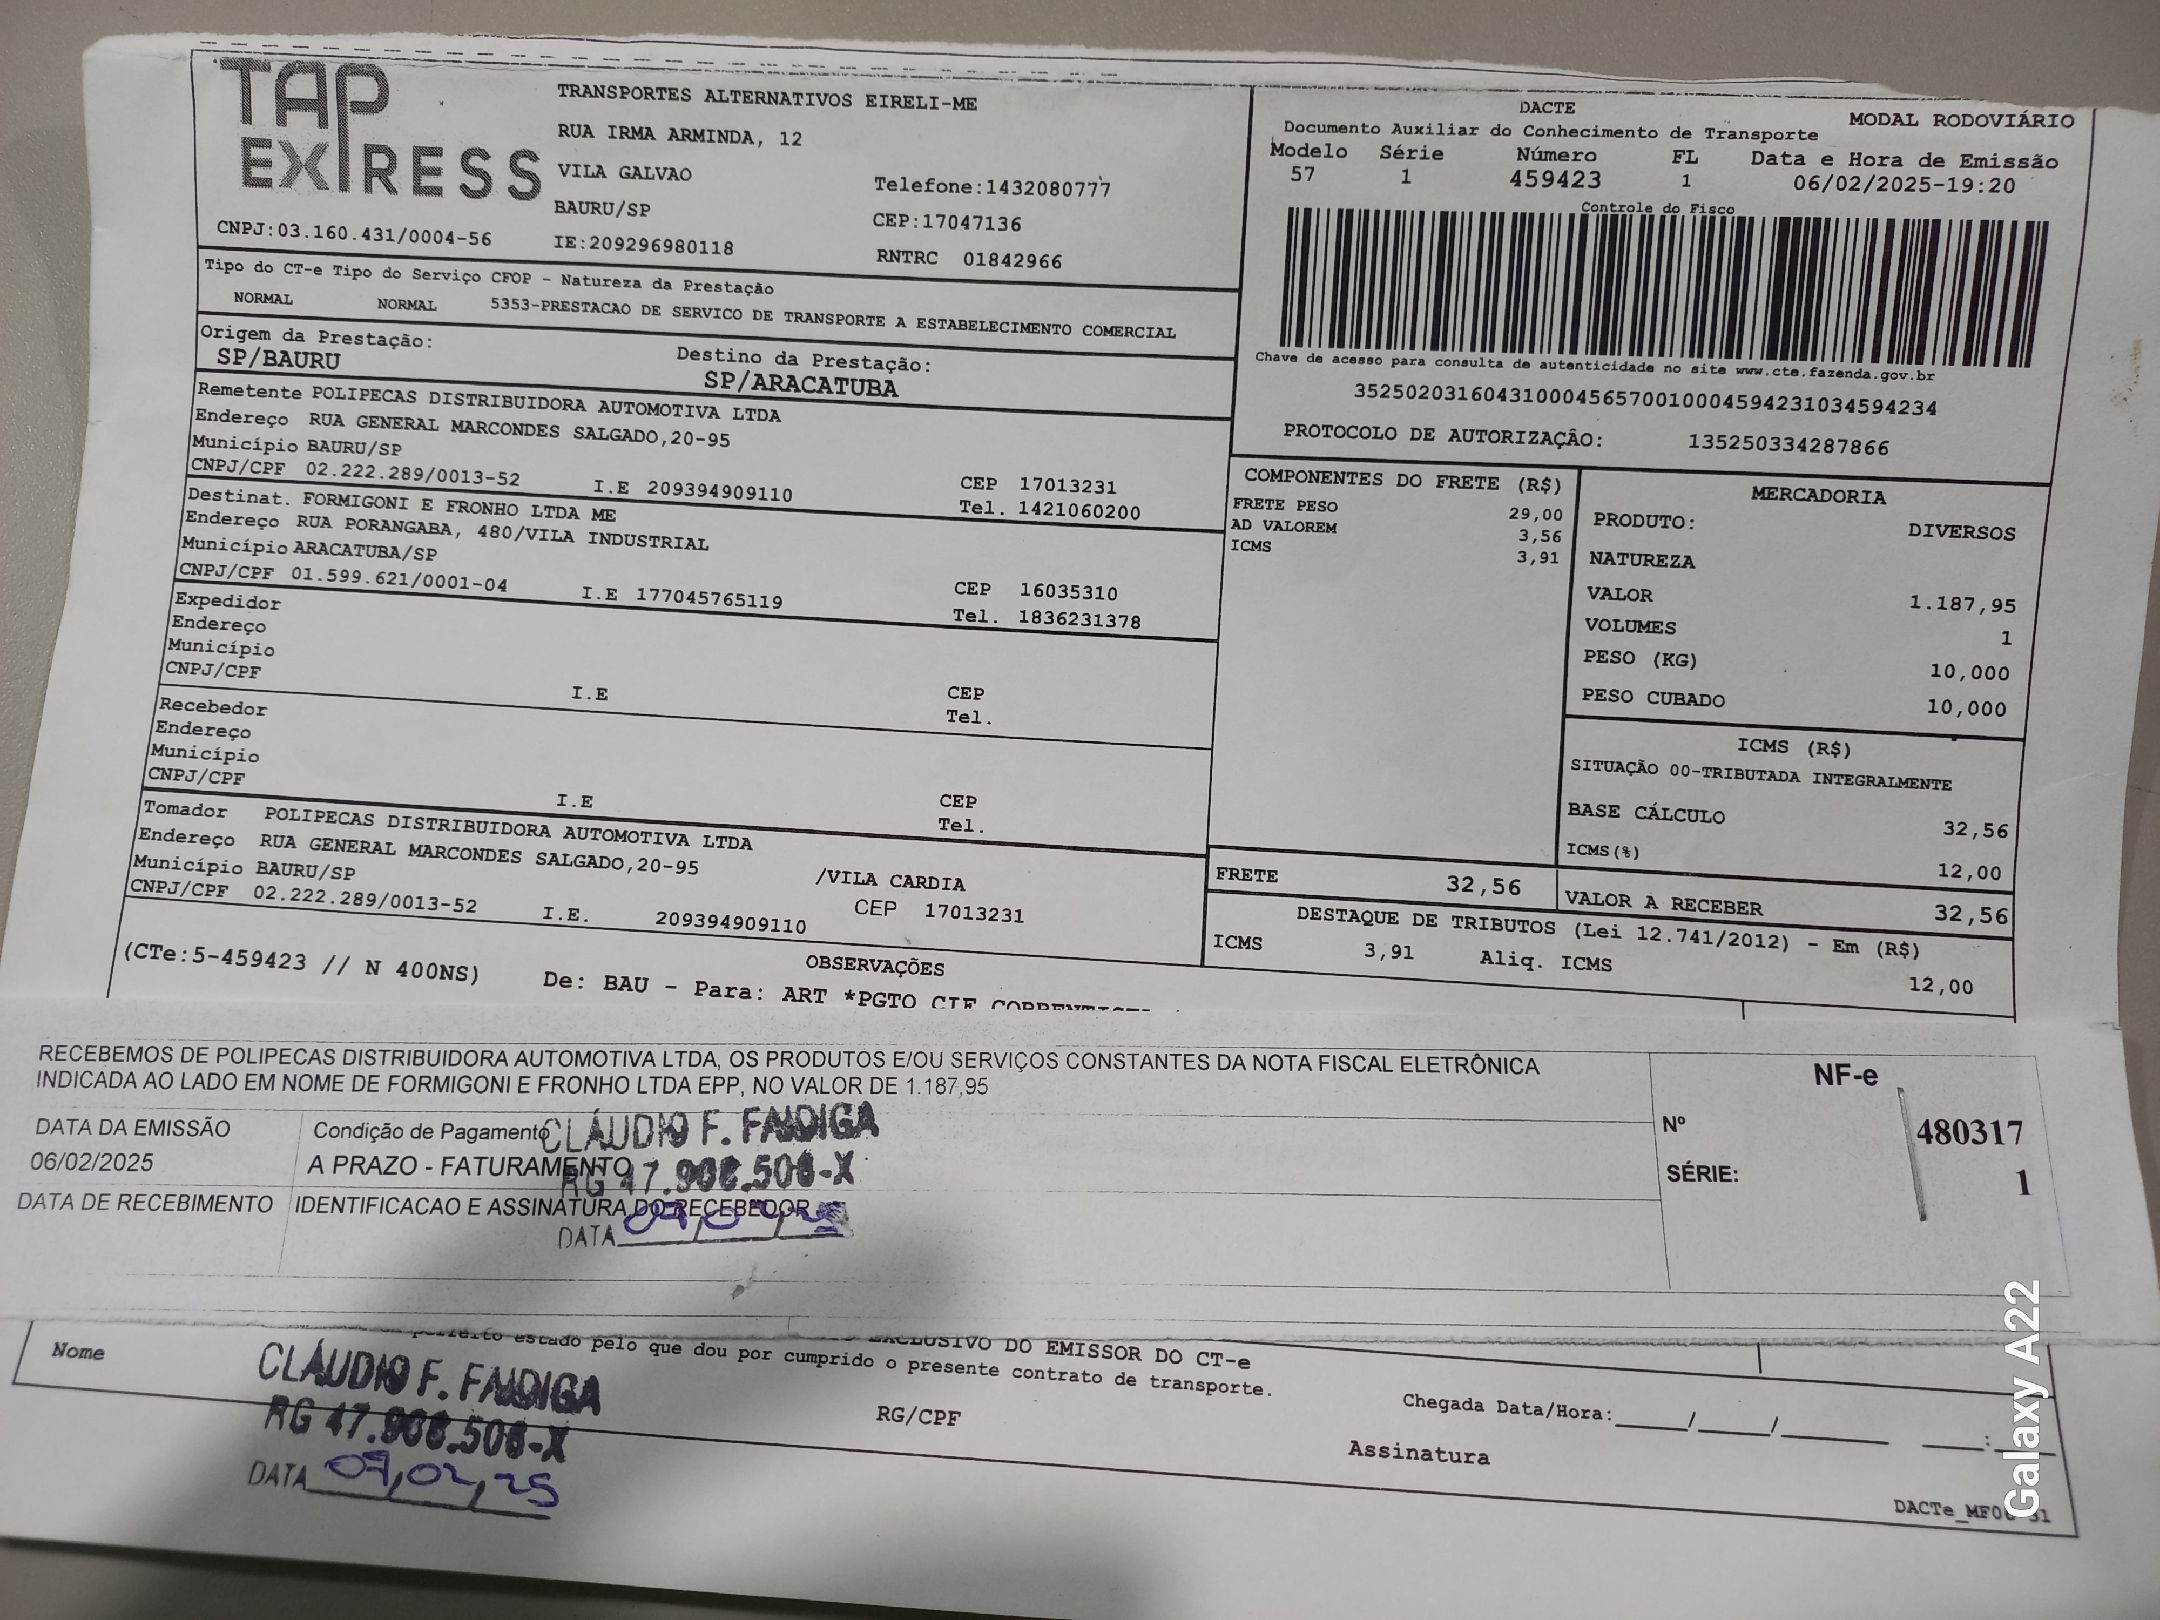 TAP
EXPRESS
TRANSPORTES ALTERNATIVOS EIRELI-ME
RUA IRMA ARMINDA, 12
VILA GALVAO
Telefone:1432080777
BAURU/SP
CEP:17047136
CNPJ:03.160.431/0004-56
IE:209296980118
RNTRC 01842966
DACTE
MODAL RODOVIÁRIO
Documento Auxiliar do Conhecimento de Transporte
Modelo Série Número FL Data e Hora de Emissão
57 1 459423 1 06/02/2025-19:20
Controle do Fisco
Chave de acesso para consulta de autenticidade no site www.cte.fazenda.gov.br
35250203160431000456570010004594231034594234
PROTOCOLO DE AUTORIZAÇÂO: 135250334287866
Tipo do CT-e Tipo do Serviço CFOP - Natureza da Prestação
NORMAL NORMAL 5353-PRESTACAO DE SERVICO DE TRANSPORTE A ESTABELECIMENTO COMERCIAL
Origem da Prestação: Destino da Prestação:
SP/BAURU SP/ARACATUBA
Remetente POLIPECAS DISTRIBUIDORA AUTOMOTIVA LTDA
Endereço RUA GENERAL MARCONDES SALGADO,20-95
Município BAURU/SP CEP 17013231
CNPJ/CPF 02.222.289/0013-52 I.E 209394909110 Tel. 1421060200
Destinat. FORMIGONI E FRONHO LTDA ME
Endereço RUA PORANGABA, 480/VILA INDUSTRIAL
Município ARACATUBA/SP CEP 16035310
CNPJ/CPF 01.599.621/0001-04 I.E 177045765119 Tel. 1836231378
Expedidor
Endereço
Município CEP
CNPJ/CPF I.E Tel.
Recebedor
Endereço
Município CEP
CNPJ/CPF I.E Tel.
Tomador POLIPECAS DISTRIBUIDORA AUTOMOTIVA LTDA
Endereço RUA GENERAL MARCONDES SALGADO,20-95 /VILA CARDIA
Município BAURU/SP CEP 17013231
CNPJ/CPF 02.222.289/0013-52 I.E. 209394909110
COMPONENTES DO FRETE (R$)
FRETE PESO 29,00
AD VALOREM 3,56
ICMS 3,91
MERCADORIA
PRODUTO: DIVERSOS
NATUREZA
VALOR 1.187,95
VOLUMES 1
PESO (KG) 10,000
PESO CUBADO 10,000
ICMS (R$)
SITUAÇÃO 00-TRIBUTADA INTEGRALMENTE
BASE CÁLCULO 32,56
ICMS(%) 12,00
FRETE 32,56 VALOR A RECEBER 32,56
DESTAQUE DE TRIBUTOS (Lei 12.741/2012) - Em (R$)
ICMS 3,91 Aliq. ICMS 12,00
OBSERVAÇÕES
(CTe:5-459423 // N 400NS) De: BAU - Para: ART *PGTO CIF
RECEBEMOS DE POLIPECAS DISTRIBUIDORA AUTOMOTIVA LTDA, OS PRODUTOS E/OU SERVIÇOS CONSTANTES DA NOTA FISCAL ELETRÔNICA
INDICADA AO LADO EM NOME DE FORMIGONI E FRONHO LTDA EPP, NO VALOR DE 1.187,95
NF-e
Nº 480317
SÉRIE: 1
DATA DA EMISSÃO Condição de Pagamento
06/02/2025 A PRAZO - FATURAMENTO
DATA DE RECEBIMENTO IDENTIFICACAO E ASSINATURA DO RECEBEDOR
CLÁUDIO F.
DATA 07/02/25
EXCLUSIVO DO EMISSOR DO CT-e
perfeito estado pelo que dou por cumprido o presente contrato de transporte.
Nome RG/CPF Chegada Data/Hora:____/____/______ ____:____
Assinatura
CLÁUDIO F.
DATA 07/02/25
Galaxy A22